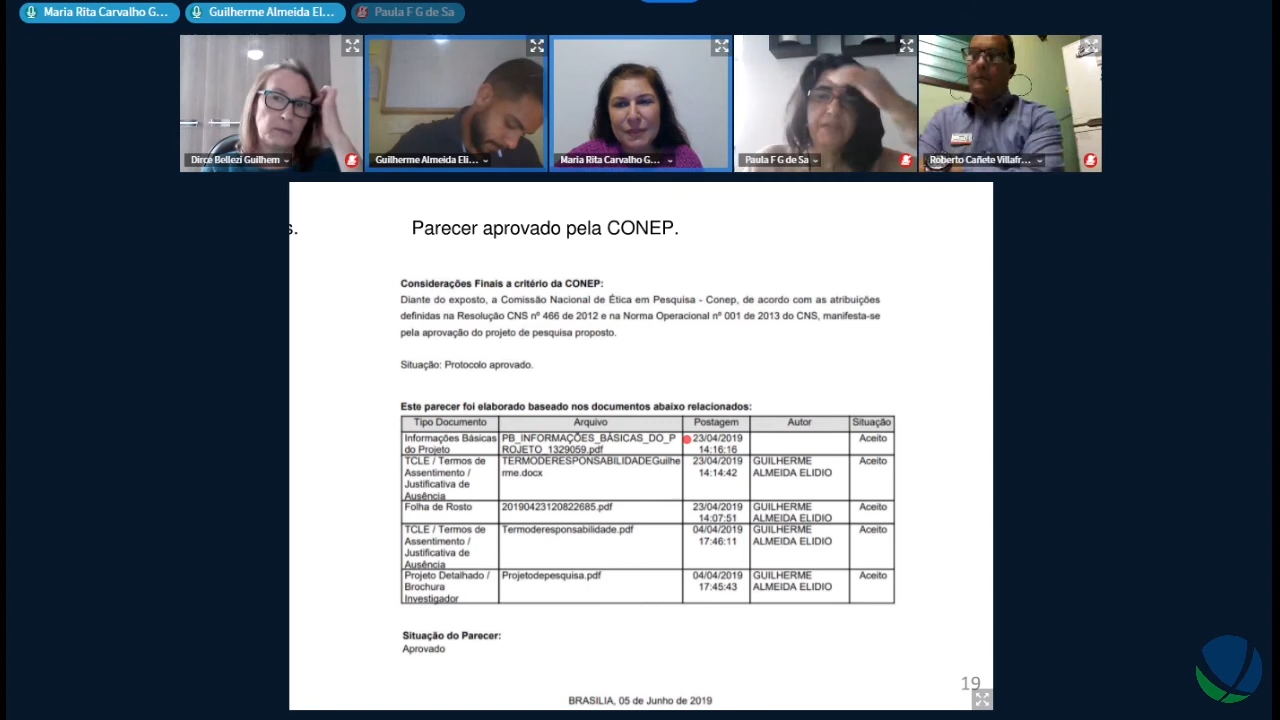 Maria Rita Carvalho G...
Guilherme Almeida El...
Paula F G de Sa
Dirce Bellezi Guilhem
Guilherme Almeida Eli...
Maria Rita Carvalho G...
Paula F G de Sa
Roberto Cañete Villafr...
s.
Parecer aprovado pela CONEP.
Considerações Finais a critério da CONEP:
Diante do exposto, a Comissão Nacional de Ética em Pesquisa - Conep, de acordo com as atribuições
definidas na Resolução CNS nº 466 de 2012 e na Norma Operacional nº 001 de 2013 do CNS, manifesta-se
pela aprovação do projeto de pesquisa proposto.
Situação: Protocolo aprovado.
Este parecer foi elaborado baseado nos documentos abaixo relacionados:
Tipo Documento Arquivo Postagem Autor Situação
Informações Básicas PB_INFORMAÇÕES_BÁSICAS_DO_P 23/04/2019 Aceito
do Projeto ROJETO_1329059.pdf 14:16:16
TCLE / Termos de TERMODERESPONSABILIDADEGuilhe 23/04/2019 GUILHERME Aceito
Assentimento / rme.docx 14:14:42 ALMEIDA ELIDIO
Justificativa de
Ausência
Folha de Rosto 20190423120822685.pdf 23/04/2019 GUILHERME Aceito
14:07:51 ALMEIDA ELIDIO
TCLE / Termos de Termoderesponsabilidade.pdf 04/04/2019 GUILHERME Aceito
Assentimento / 17:46:11 ALMEIDA ELIDIO
Justificativa de
Ausência
Projeto Detalhado / Projetodepesquisa.pdf 04/04/2019 GUILHERME Aceito
Brochura 17:45:43 ALMEIDA ELIDIO
Investigador
Situação do Parecer:
Aprovado
19
BRASILIA, 05 de Junho de 2019